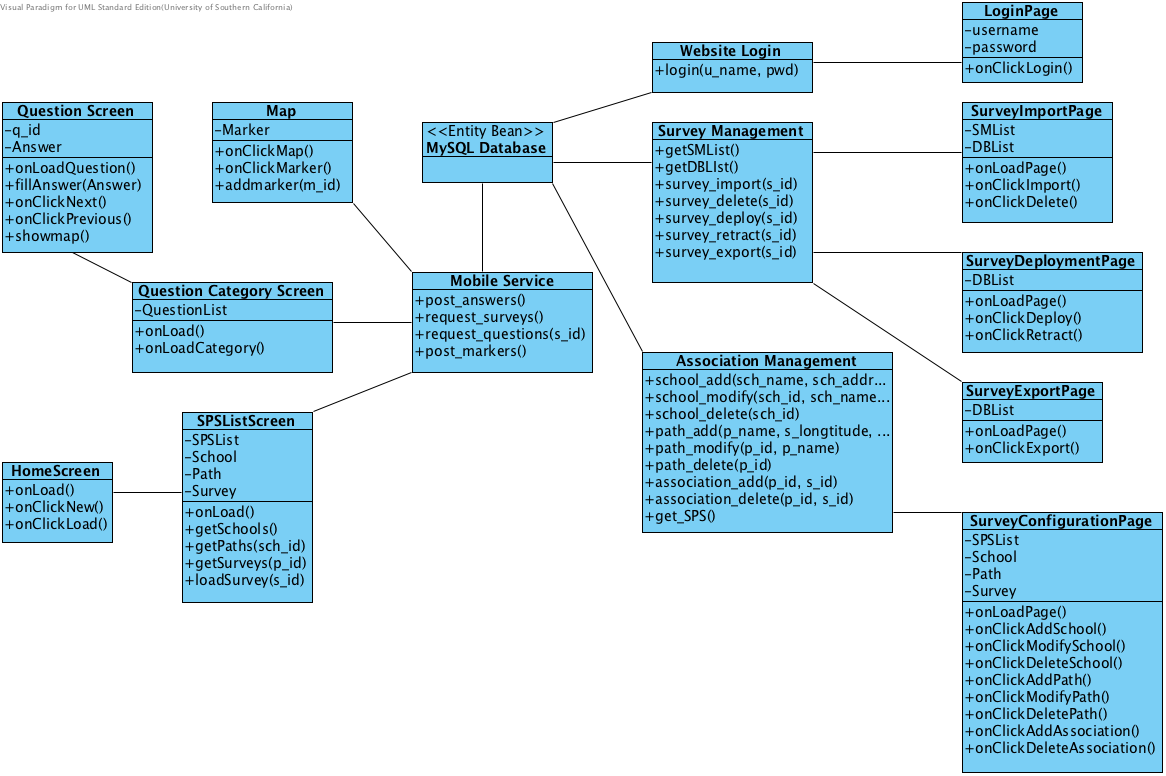 Visual Paradigm for UML Standard Edition(University of Southern California)
LoginPage
-username
-password
+onClickLogin()
Website Login
+login(u_name, pwd)
Question Screen
-q_id
-Answer
+onLoadQuestion()
+fillAnswer(Answer)
+onClickNext()
+onClickPrevious()
+showmap()
Map
-Marker
+onClickMap()
+onClickMarker()
+addmarker(m_id)
<<Entity Bean>>
MySQL Database
Survey Management
+getSMList()
+getDBLIst()
+survey_import(s_id)
+survey_delete(s_id)
+survey_deploy(s_id)
+survey_retract(s_id)
+survey_export(s_id)
SurveyImportPage
-SMList
-DBList
+onLoadPage()
+onClickImport()
+onClickDelete()
SurveyDeploymentPage
-DBList
+onLoadPage()
+onClickDeploy()
+onClickRetract()
Question Category Screen
-QuestionList
+onLoad()
+onLoadCategory()
Mobile Service
+post_answers()
+request_surveys()
+request_questions(s_id)
+post_markers()
Association Management
+school_add(sch_name, sch_addr...
+school_modify(sch_id, sch_name...
+school_delete(sch_id)
+path_add(p_name, s_longtitude, ...
+path_modify(p_id, p_name)
+path_delete(p_id)
+association_add(p_id, s_id)
+association_delete(p_id, s_id)
+get_SPS()
SurveyExportPage
-DBList
+onLoadPage()
+onClickExport()
SPSListScreen
-SPSList
-School
-Path
-Survey
+onLoad()
+getSchools()
+getPaths(sch_id)
+getSurveys(p_id)
+loadSurvey(s_id)
HomeScreen
+onLoad()
+onClickNew()
+onClickLoad()
SurveyConfigurationPage
-SPSList
-School
-Path
-Survey
+onLoadPage()
+onClickAddSchool()
+onClickModifySchool()
+onClickDeleteSchool()
+onClickAddPath()
+onClickModifyPath()
+onClickDeletePath()
+onClickAddAssociation()
+onClickDeleteAssociation()